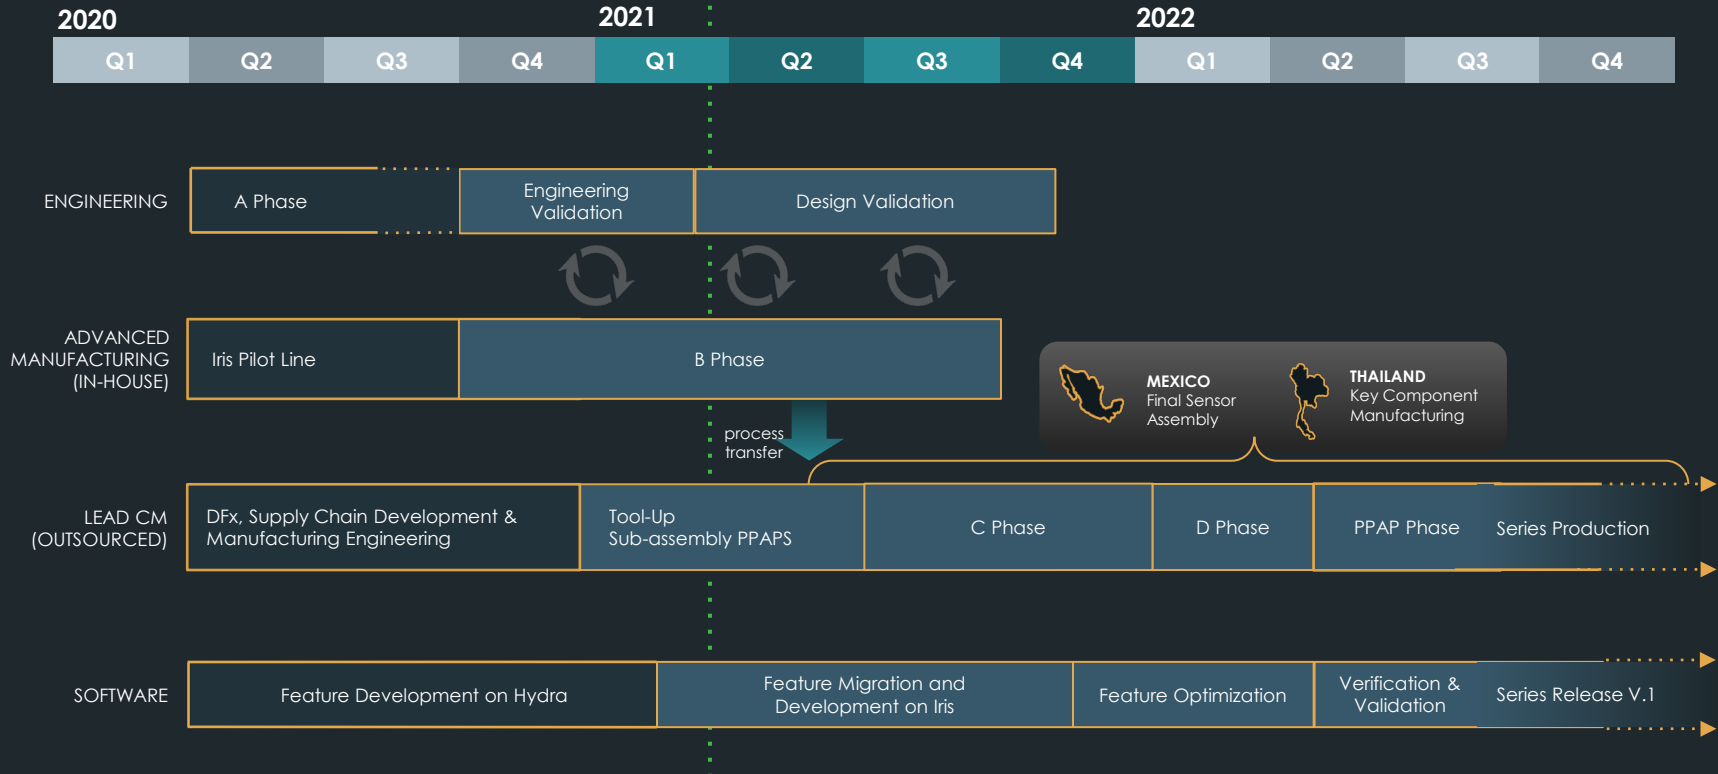 2020
2021
2022
Q1
Q2
Q3
Q4
Q1
Q2
Q3
Q4
Q1
Q2
Q3
Q4
ENGINEERING
A Phase
Engineering
Validation
Design Validation
ADVANCED
MANUFACTURING
(IN-HOUSE)
Iris Pilot Line
B Phase
MEXICO
Final Sensor
Assembly
THAILAND
Key Component
Manufacturing
process
transfer
LEAD CM
(OUTSOURCED)
DFx, Supply Chain Development &
Manufacturing Engineering
Tool-Up
Sub-assembly PPAPS
C Phase
D Phase
PPAP Phase
Series Production
SOFTWARE
Feature Development on Hydra
Feature Migration and
Development on Iris
Feature Optimization
Verification &
Validation
Series Release V.1